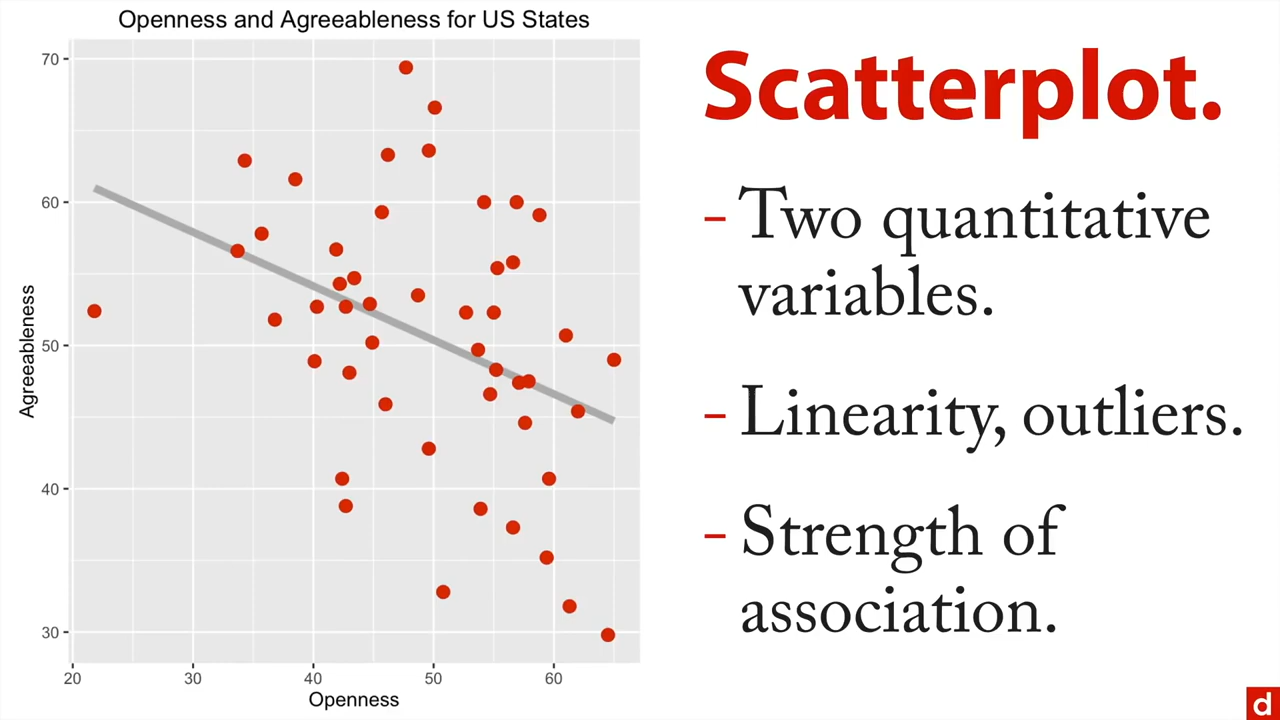 Openness and Agreeableness for US States
70
60
50
40
30
Agreeableness
20 30 40 50 60
Openness
Scatterplot.
- Two quantitative
variables.
- Linearity, outliers.
- Strength of
association.
d